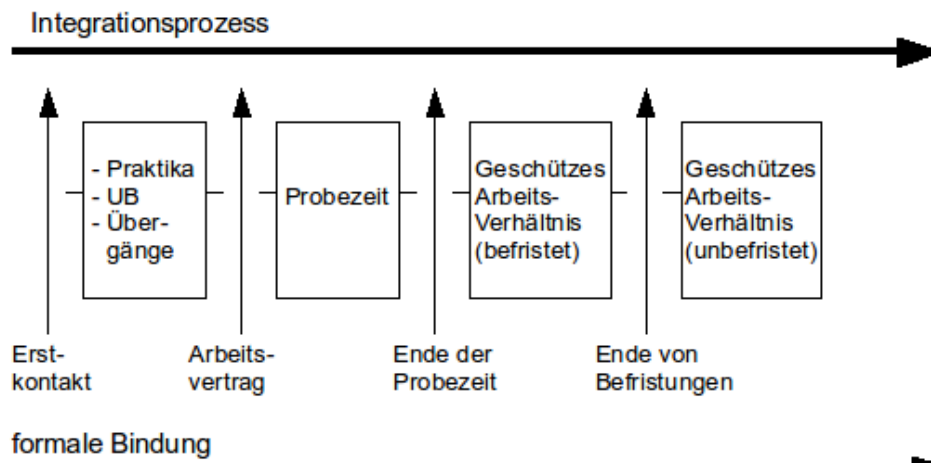 Integrationsprozess
- Praktika
- UB
- Über-
gänge
Probezeit
Geschützes
Arbeits-
Verhältnis
(befristet)
Geschützes
Arbeits-
Verhältnis
(unbefristet)
Erst-
kontakt
Arbeits-
vertrag
Ende der
Probezeit
Ende von
Befristungen
formale Bindung